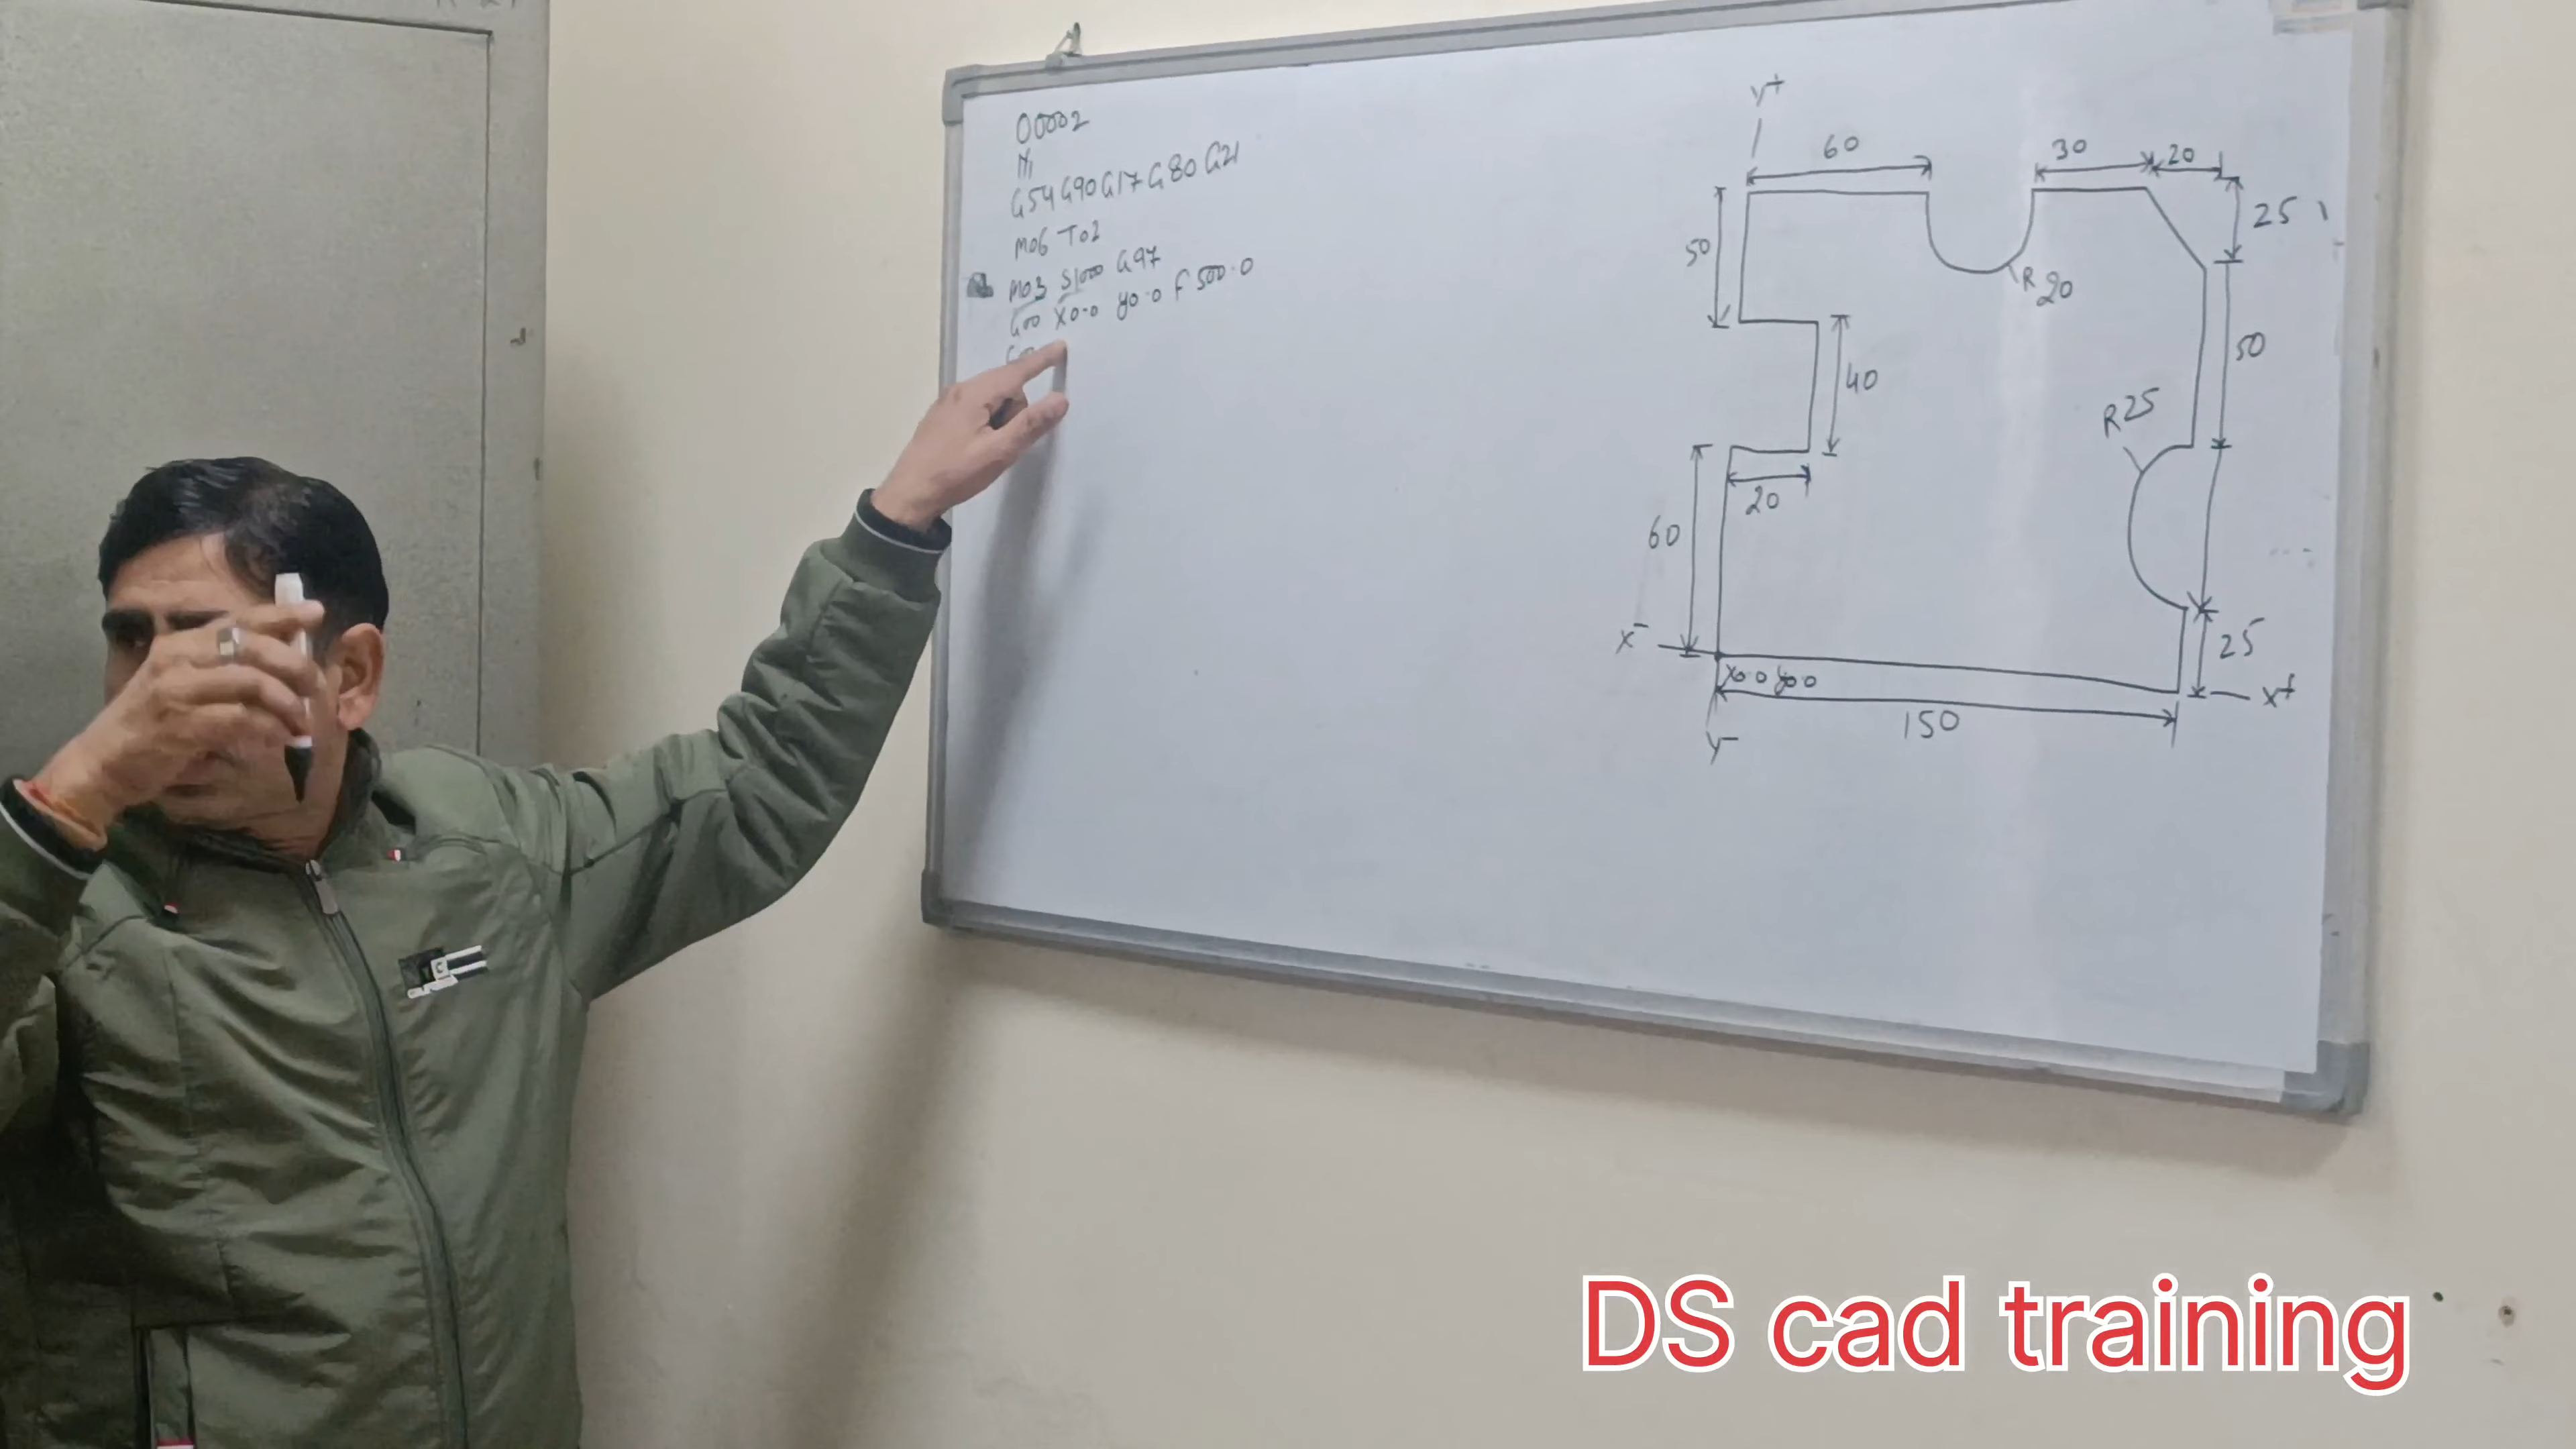 O0002
N1
G54 G90 G17 G80 G21
M06 T02
M03 S1000 G97
G00 X0.0 y0.0 F500.0
G00
y+
60
30
20
50
25
R20
40
50
R25
20
60
25
x-
x0.0 y0.0
x+
150
y-
DS cad training